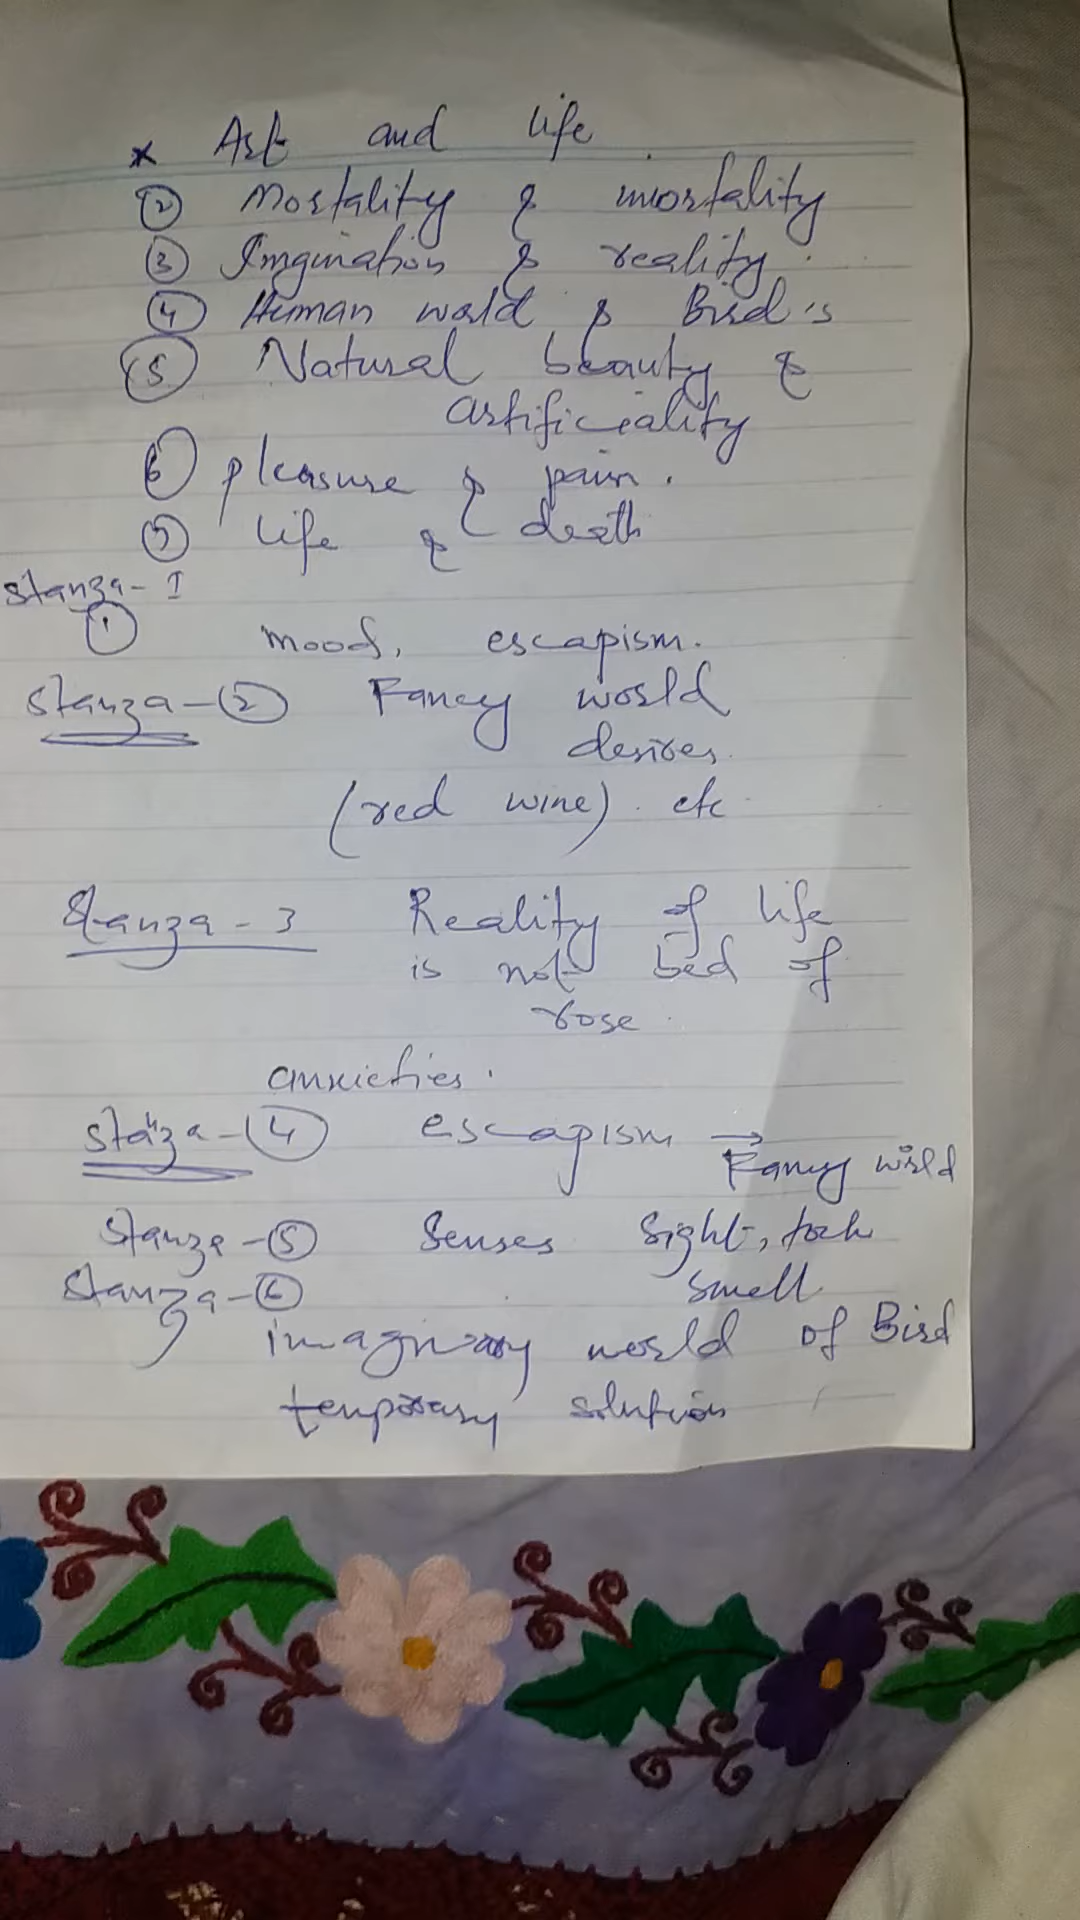 * Art and life
② Mortality & imortality
③ Imgination & reality.
④ Human world & Bird's
⑤ Natural beauty &
artificiality
⑥ pleasure & pain.
⑦ life & death
Stanza - I
① mood, escapism.
Stanza - ② Fancy world
desires.
(red wine). etc
Stanza - 3 Reality of life
is not bed of
rose.
anxieties.
Stanza - ④ escapism →
Fancy world
Stanza - ⑤ Senses Sight,
Stanza - ⑥ smell
imaginary world of Bird
temporary solution